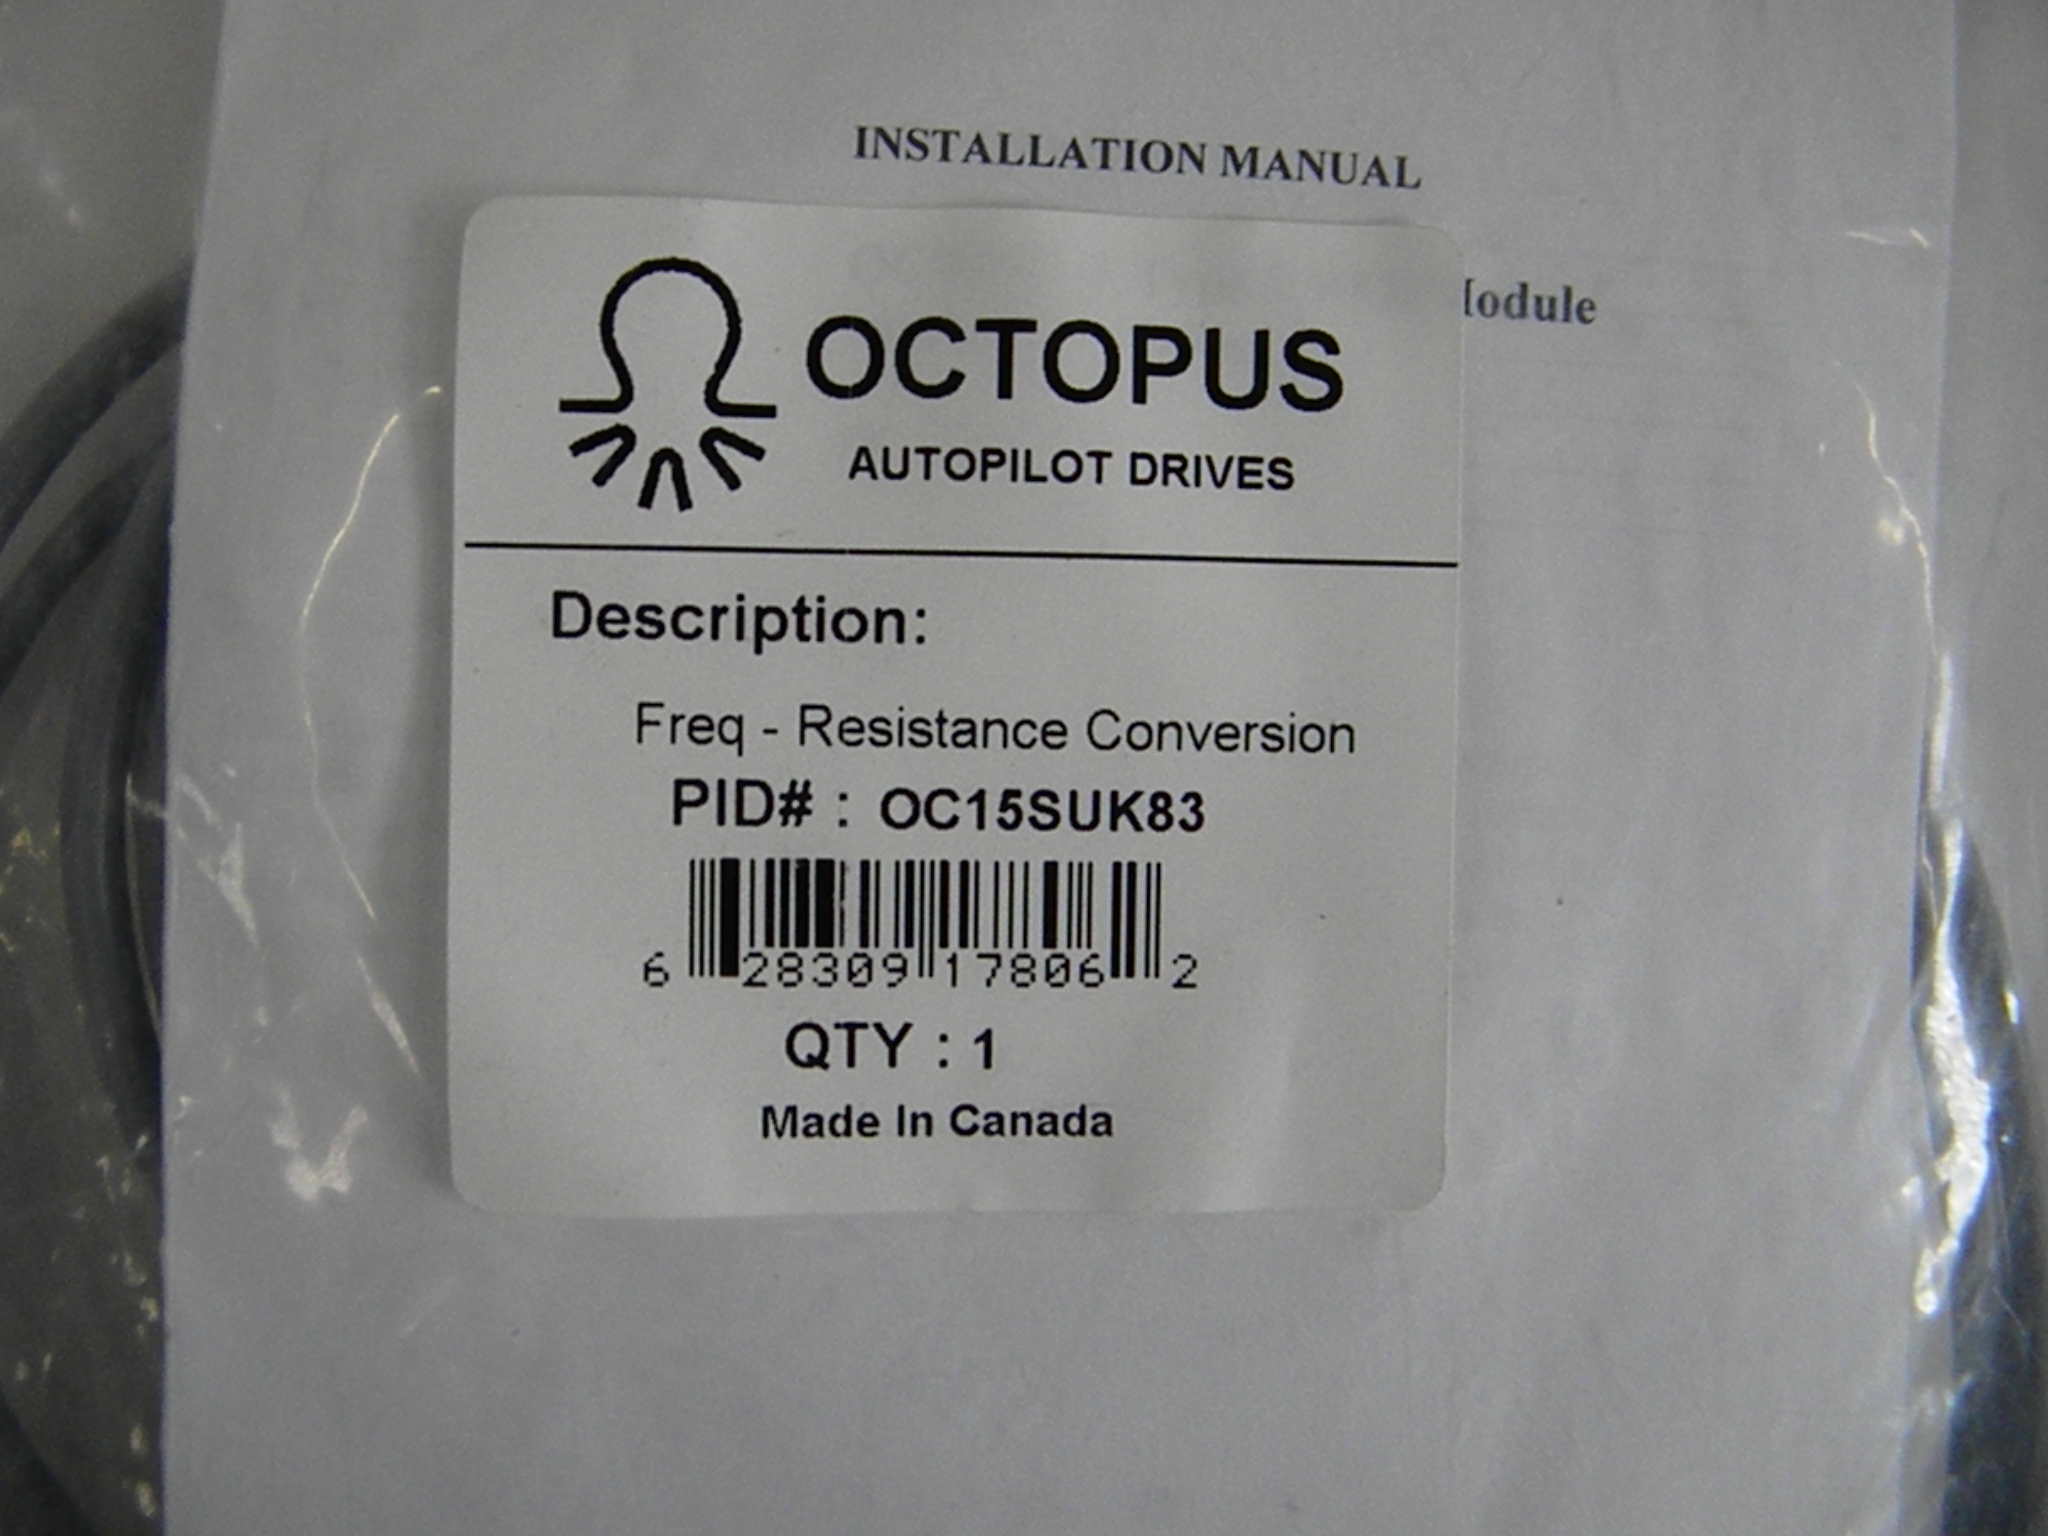 INSTALLATION MANUAL
OCTOPUS
AUTOPILOT DRIVES
Description:
Freq - Resistance Conversion
PID# : OC15SUK83
6 28309 17806 2
QTY : 1
Made In Canada